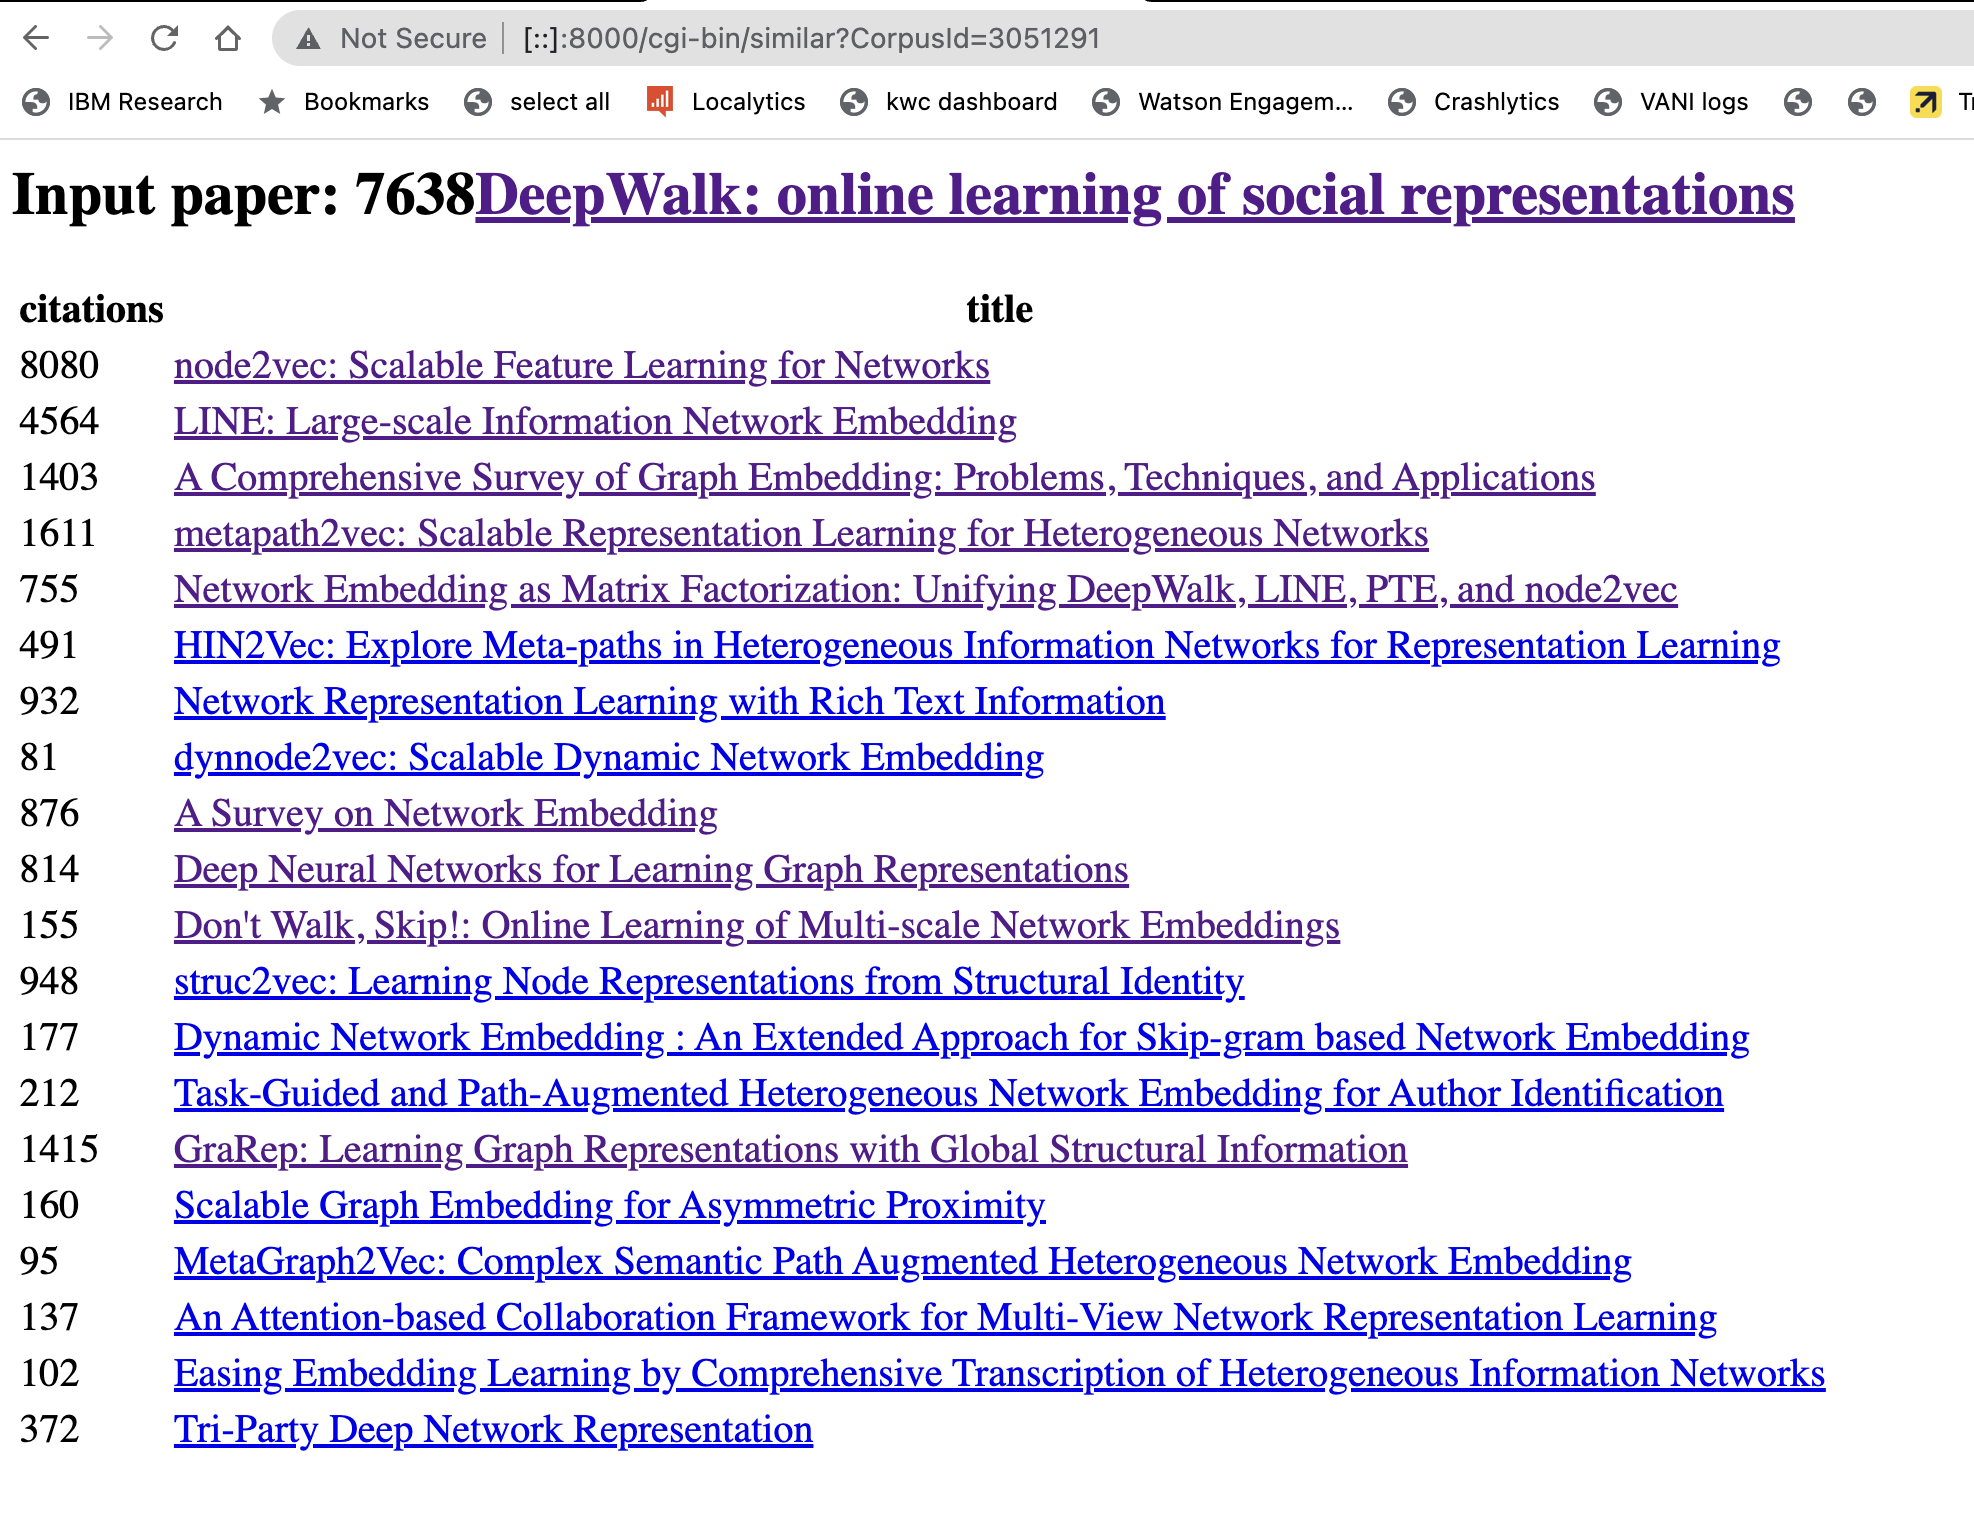 Not Secure [::]:8000/cgi-bin/similar?CorpusId=3051291
IBM Research Bookmarks select all Localytics kwc dashboard Watson Engagem... Crashlytics VANI logs
Input paper: 7638DeepWalk: online learning of social representations
citations title
8080 node2vec: Scalable Feature Learning for Networks
4564 LINE: Large-scale Information Network Embedding
1403 A Comprehensive Survey of Graph Embedding: Problems, Techniques, and Applications
1611 metapath2vec: Scalable Representation Learning for Heterogeneous Networks
755 Network Embedding as Matrix Factorization: Unifying DeepWalk, LINE, PTE, and node2vec
491 HIN2Vec: Explore Meta-paths in Heterogeneous Information Networks for Representation Learning
932 Network Representation Learning with Rich Text Information
81 dynnode2vec: Scalable Dynamic Network Embedding
876 A Survey on Network Embedding
814 Deep Neural Networks for Learning Graph Representations
155 Don't Walk, Skip!: Online Learning of Multi-scale Network Embeddings
948 struc2vec: Learning Node Representations from Structural Identity
177 Dynamic Network Embedding : An Extended Approach for Skip-gram based Network Embedding
212 Task-Guided and Path-Augmented Heterogeneous Network Embedding for Author Identification
1415 GraRep: Learning Graph Representations with Global Structural Information
160 Scalable Graph Embedding for Asymmetric Proximity
95 MetaGraph2Vec: Complex Semantic Path Augmented Heterogeneous Network Embedding
137 An Attention-based Collaboration Framework for Multi-View Network Representation Learning
102 Easing Embedding Learning by Comprehensive Transcription of Heterogeneous Information Networks
372 Tri-Party Deep Network Representation